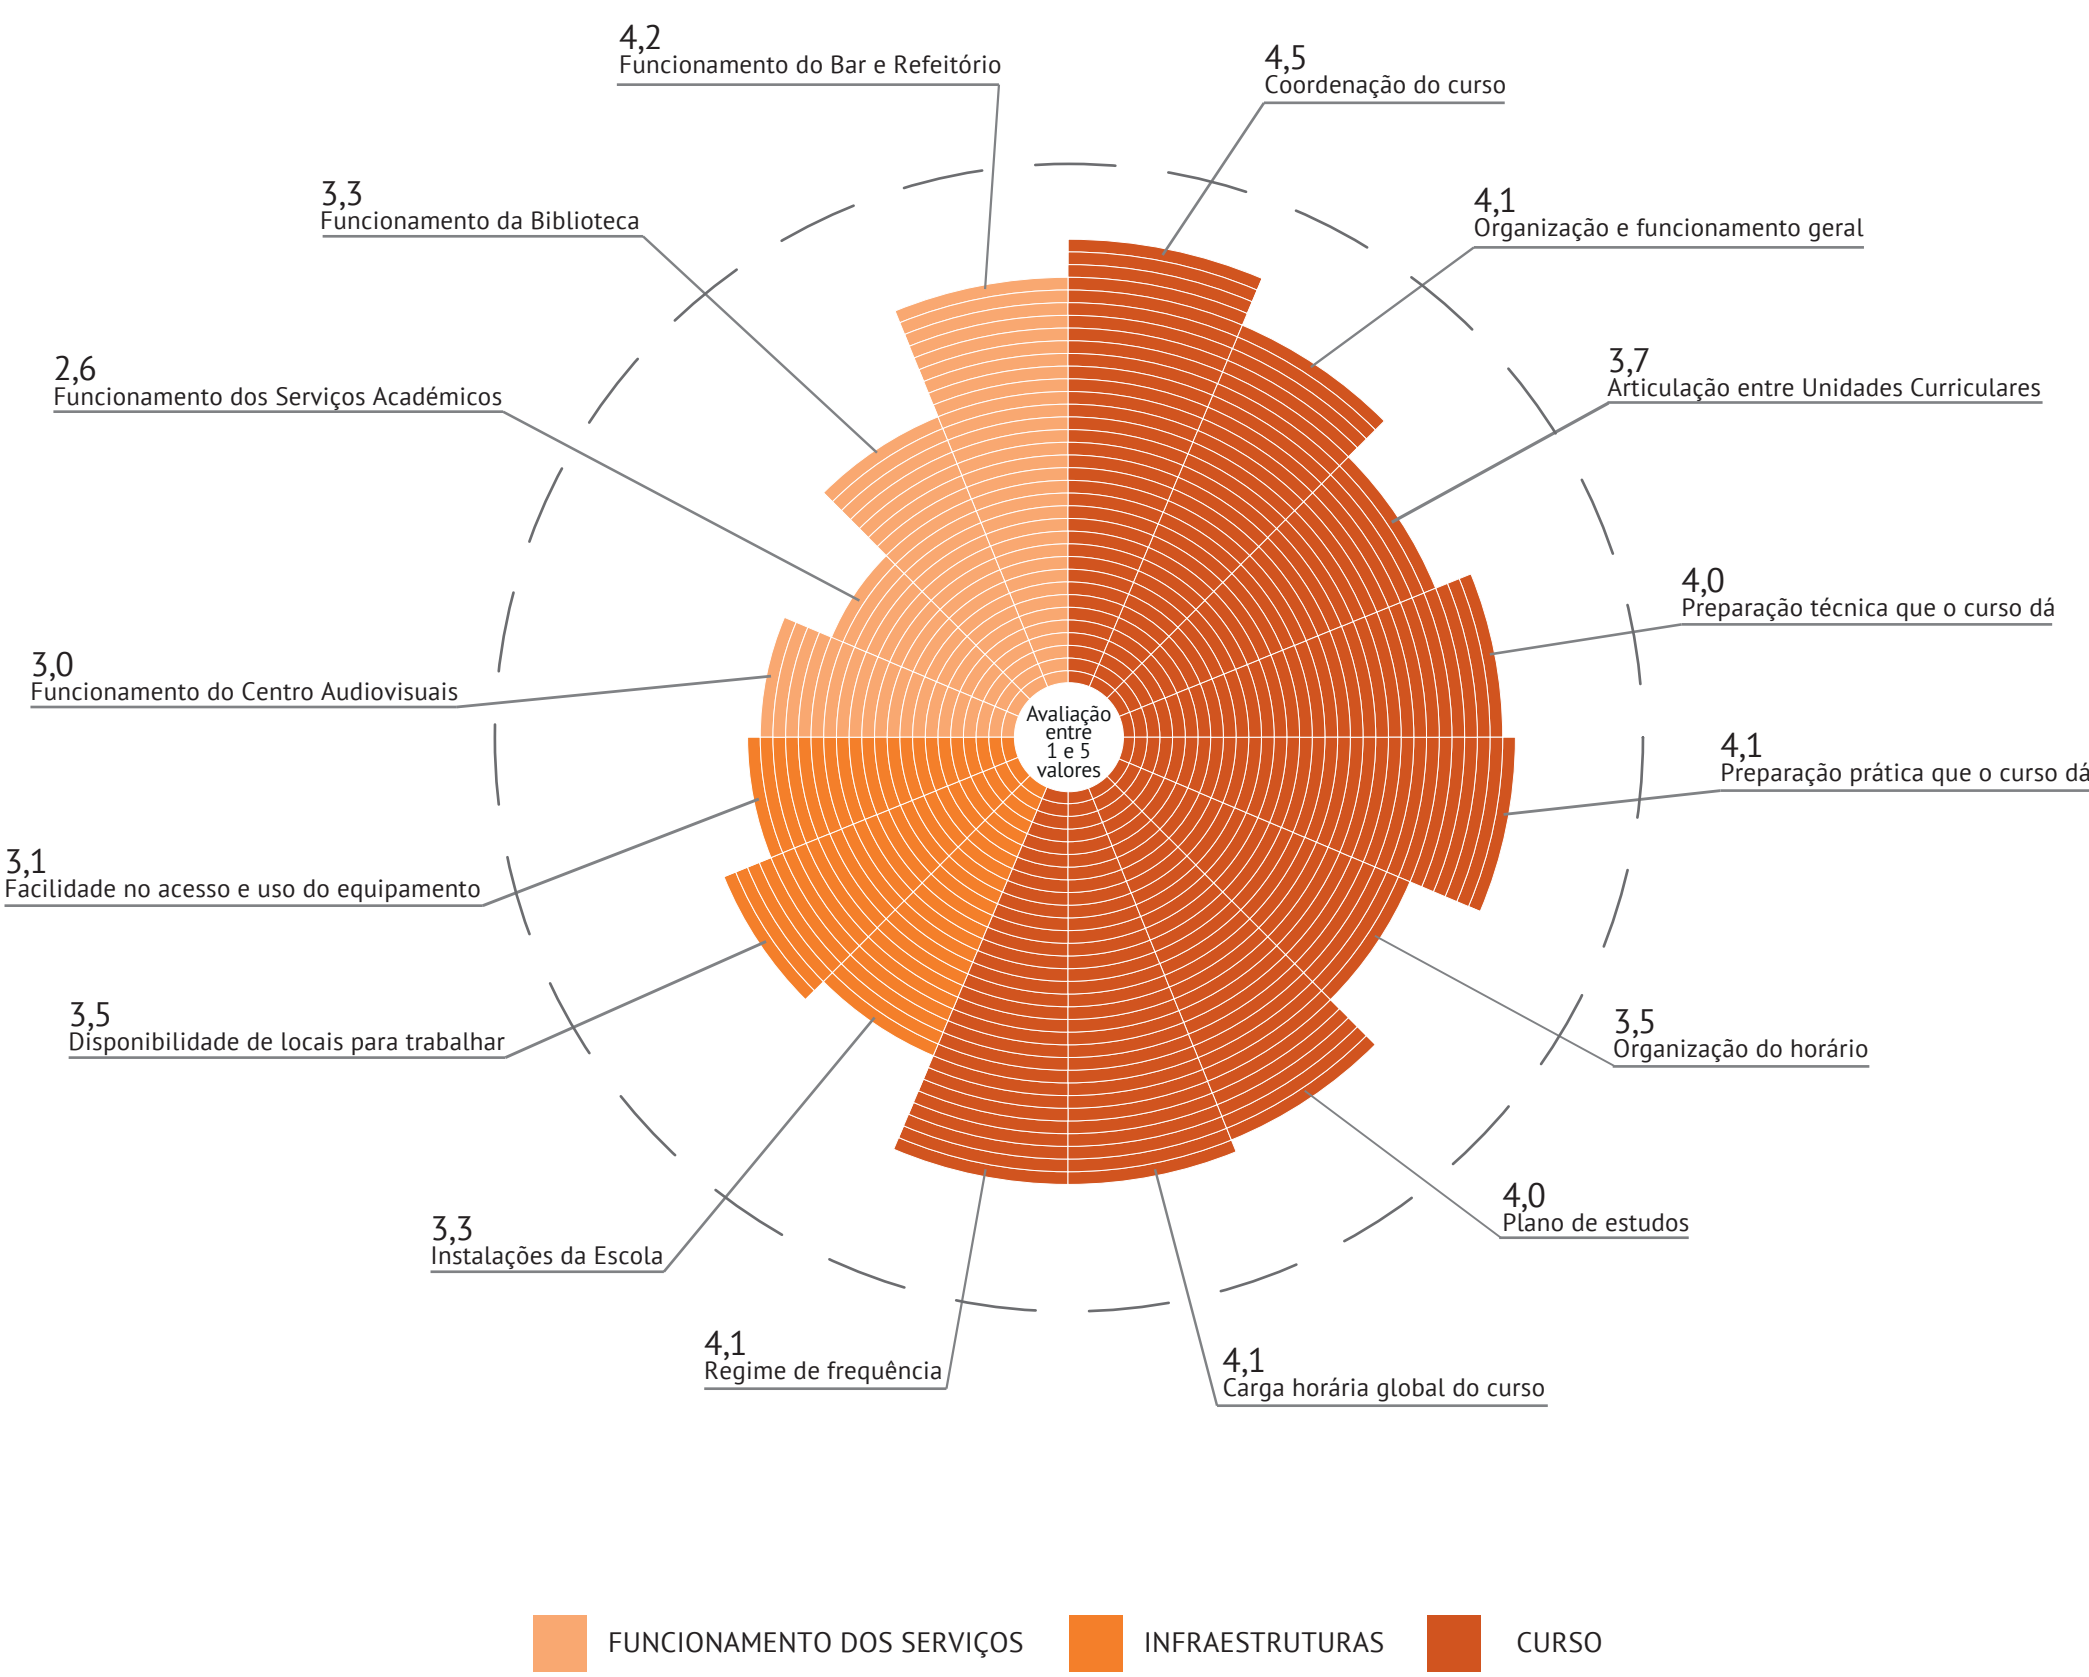 4,2
Funcionamento do Bar e Refeitório
4,5
Coordenação do curso
3,3
Funcionamento da Biblioteca
4,1
Organização e funcionamento geral
2,6
Funcionamento dos Serviços Académicos
3,7
Articulação entre Unidades Curriculares
4,0
Preparação técnica que o curso dá
3,0
Funcionamento do Centro Audiovisuais
Avaliação
entre
1 e 5
valores
4,1
Preparação prática que o curso dá
3,1
Facilidade no acesso e uso do equipamento
3,5
Disponibilidade de locais para trabalhar
3,5
Organização do horário
4,0
Plano de estudos
3,3
Instalações da Escola
4,1
Regime de frequência
4,1
Carga horária global do curso
FUNCIONAMENTO DOS SERVIÇOS
INFRAESTRUTURAS
CURSO